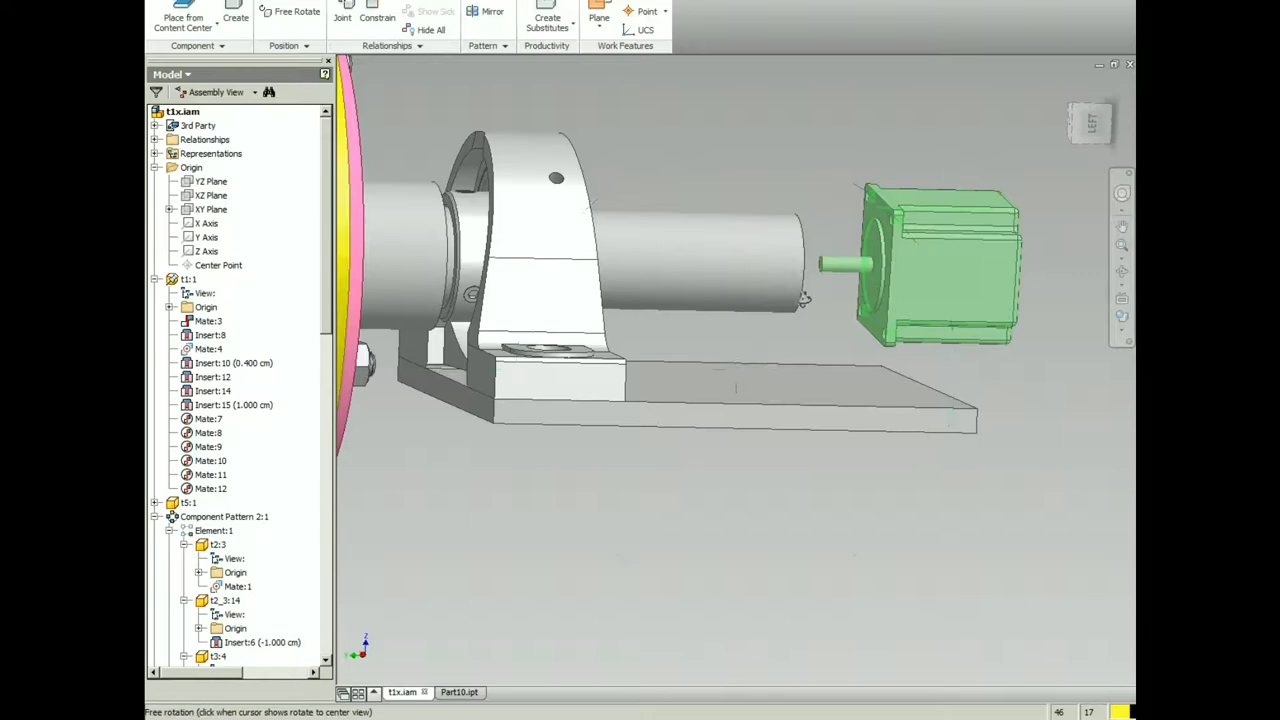 Place from
Content Center
Create
Free Rotate
Joint
Constrain
Show Sick
Hide All
Mirror
Create
Substitutes
Plane
Point
UCS
Component
Position
Relationships
Pattern
Productivity
Work Features
Model
Assembly View
t1x.iam
3rd Party
Relationships
Representations
Origin
YZ Plane
XZ Plane
XY Plane
X Axis
Y Axis
Z Axis
Center Point
t1:1
View:
Origin
Mate:3
Insert:8
Mate:4
Insert:10 (0.400 cm)
Insert:12
Insert:14
Insert:15 (1.000 cm)
Mate:7
Mate:8
Mate:9
Mate:10
Mate:11
Mate:12
t5:1
Component Pattern 2:1
Element:1
t2:3
View:
Origin
Mate:1
t2_3:14
View:
Origin
Insert:6 (-1.000 cm)
t3:4
LEFT
Z
t1x.iam
Part10.ipt
Free rotation (click when cursor shows rotate to center view)
46
17